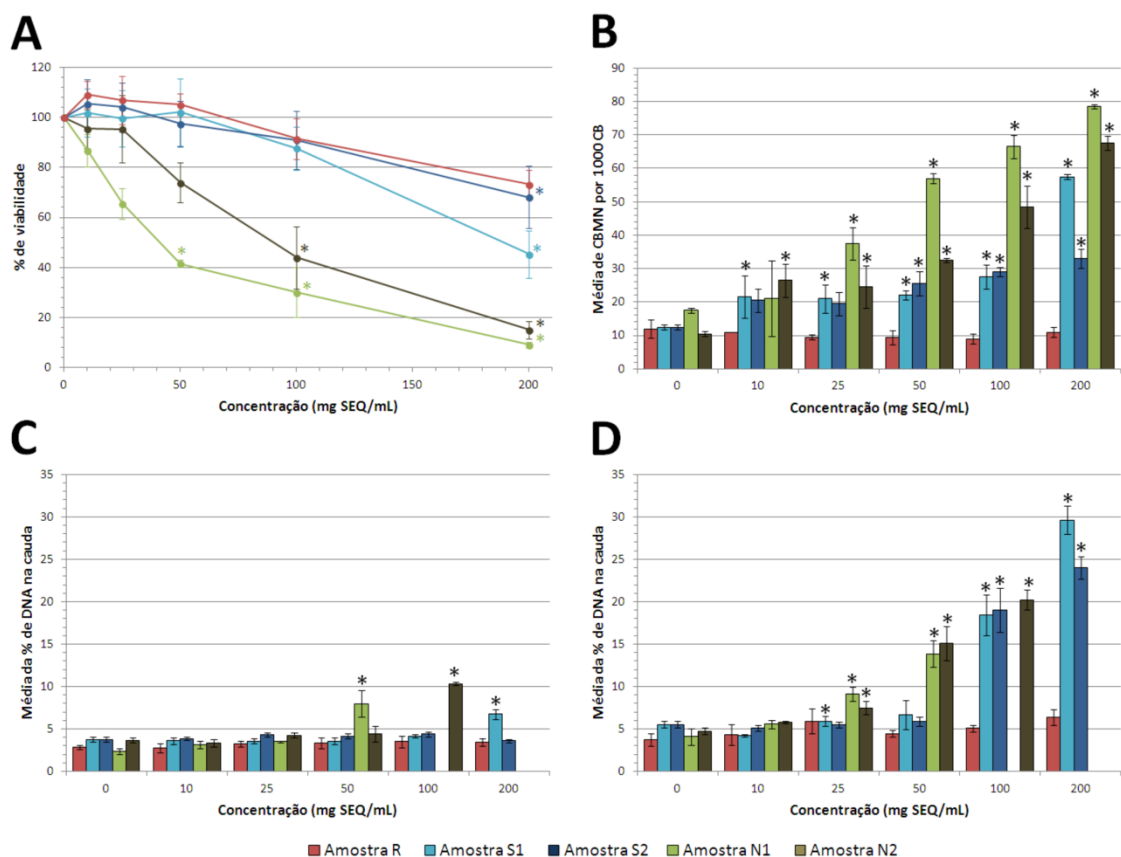 A
% de viabilidade
120
100
80
60
40
20
0
*
*
*
*
*
*
*
0
50
100
150
200
Concentração (mg SEQ/mL)
B
Média de CBMN por 1000 CB
90
80
70
60
50
40
30
20
10
0
* * * * * * * * * * * * * * * * * *
0 10 25 50 100 200
Concentração (mg SEQ/mL)
C
Média da % de DNA na cauda
35
30
25
20
15
10
5
0
* * *
0 10 25 50 100 200
Concentração (mg SEQ/mL)
D
Média da % de DNA na cauda
35
30
25
20
15
10
5
0
* * * * * * * * * *
0 10 25 50 100 200
Concentração (mg SEQ/mL)
Amostra R Amostra S1 Amostra S2 Amostra N1 Amostra N2